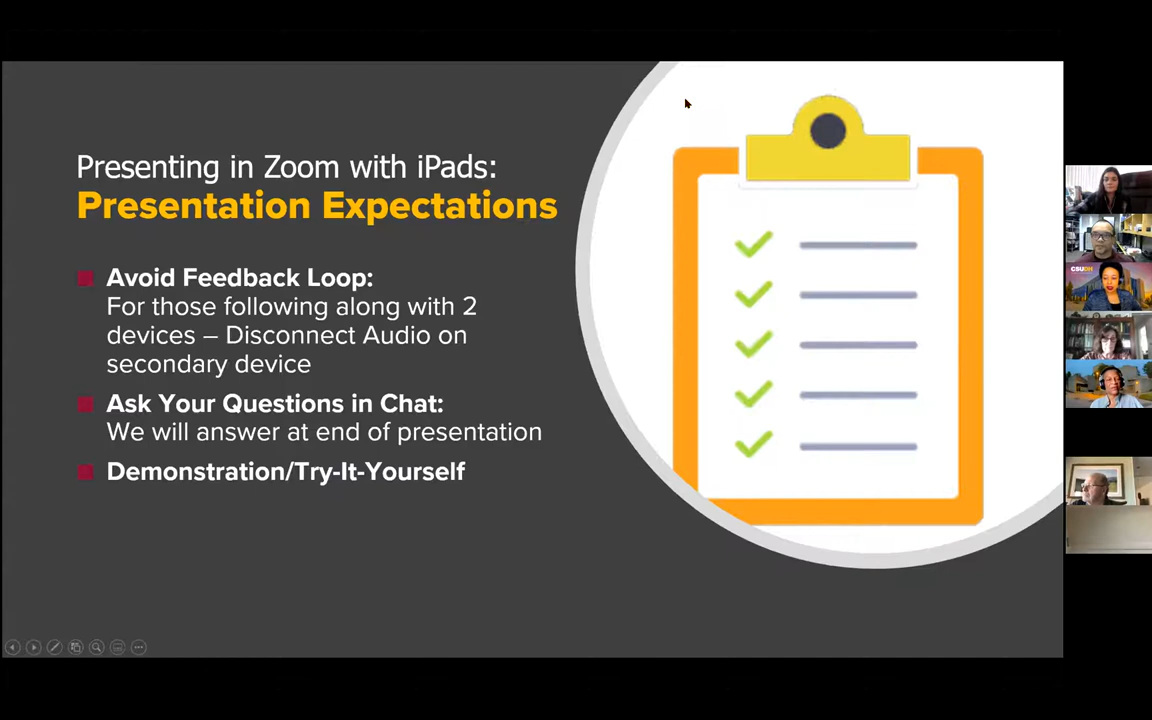 Presenting in Zoom with iPads:
Presentation Expectations
Avoid Feedback Loop:
For those following along with 2
devices – Disconnect Audio on
secondary device
Ask Your Questions in Chat:
We will answer at end of presentation
Demonstration/Try-It-Yourself
CSUDH